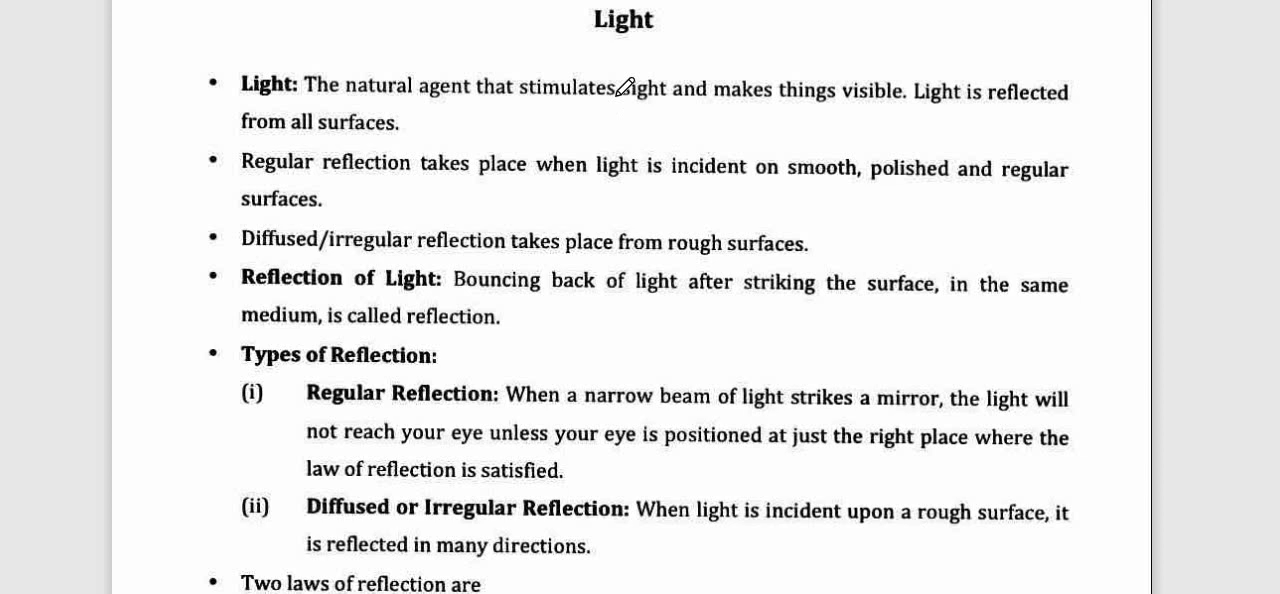 Light
• Light: The natural agent that stimulates ight and makes things visible. Light is reflected
from all surfaces.
• Regular reflection takes place when light is incident on smooth, polished and regular
surfaces.
• Diffused/irregular reflection takes place from rough surfaces.
• Reflection of Light: Bouncing back of light after striking the surface, in the same
medium, is called reflection.
• Types of Reflection:
(i) Regular Reflection: When a narrow beam of light strikes a mirror, the light will
not reach your eye unless your eye is positioned at just the right place where the
law of reflection is satisfied.
(ii) Diffused or Irregular Reflection: When light is incident upon a rough surface, it
is reflected in many directions.
• Two laws of reflection are